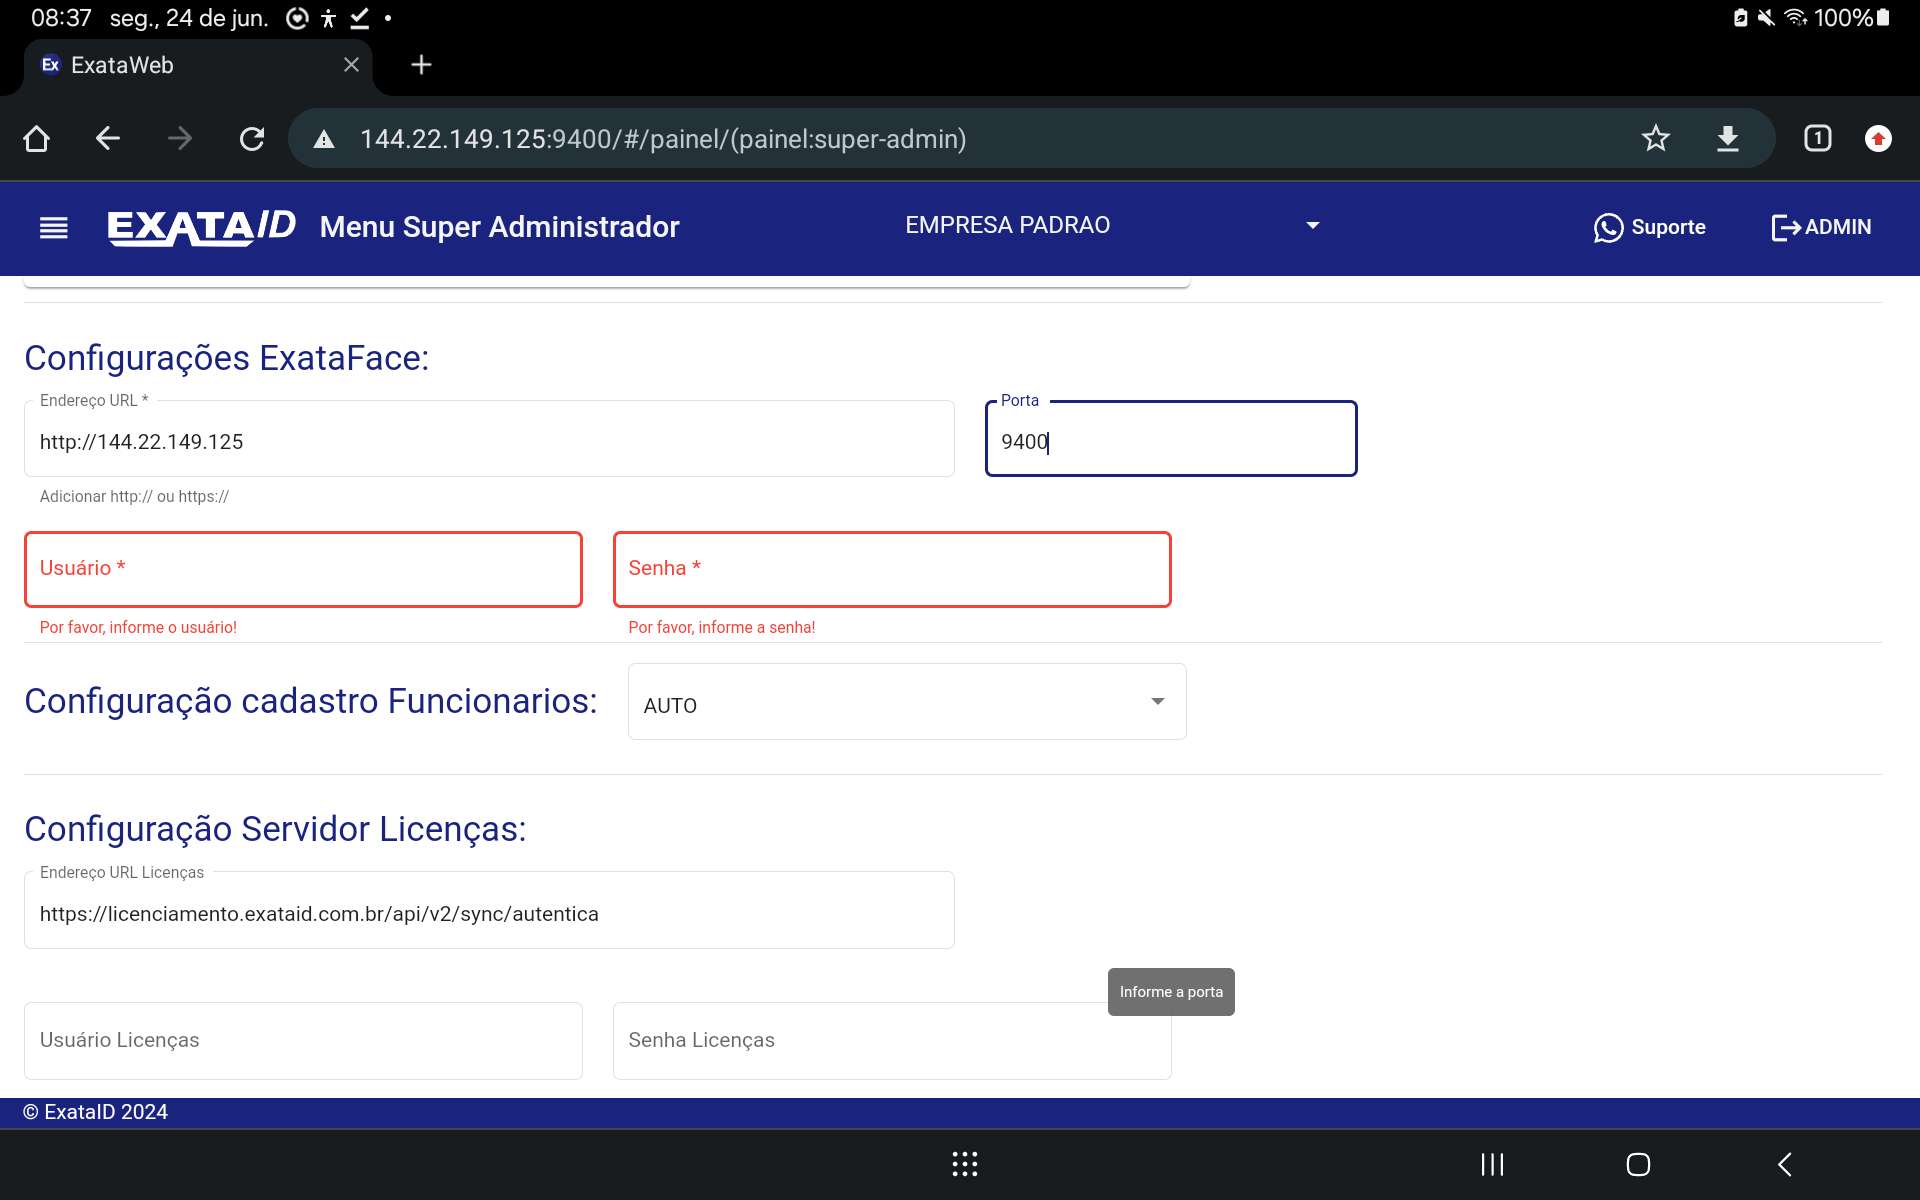 08:37 seg., 24 de jun. 100%
Ex ExataWeb
144.22.149.125:9400/#/painel/(painel:super-admin) 1
EXATAID Menu Super Administrador EMPRESA PADRAO Suporte ADMIN
Configurações ExataFace:
Endereço URL * Porta
http://144.22.149.125 9400
Adicionar http:// ou https://
Usuário * Senha *
Por favor, informe o usuário! Por favor, informe a senha!
Configuração cadastro Funcionarios: AUTO
Configuração Servidor Licenças:
Endereço URL Licenças
https://licenciamento.exataid.com.br/api/v2/sync/autentica
Informe a porta
Usuário Licenças Senha Licenças
© ExataID 2024